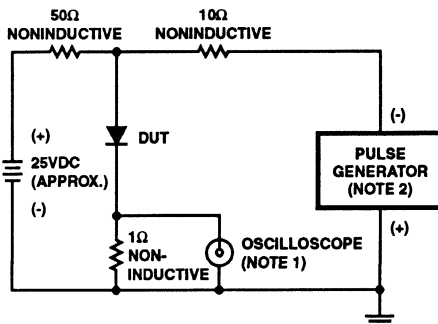 50Ω
NONINDUCTIVE
10Ω
NONINDUCTIVE
(+)
25VDC
(APPROX.)
(-)
DUT
(-)
PULSE
GENERATOR
(NOTE 2)
(+)
1Ω
NON-
INDUCTIVE
OSCILLOSCOPE
(NOTE 1)